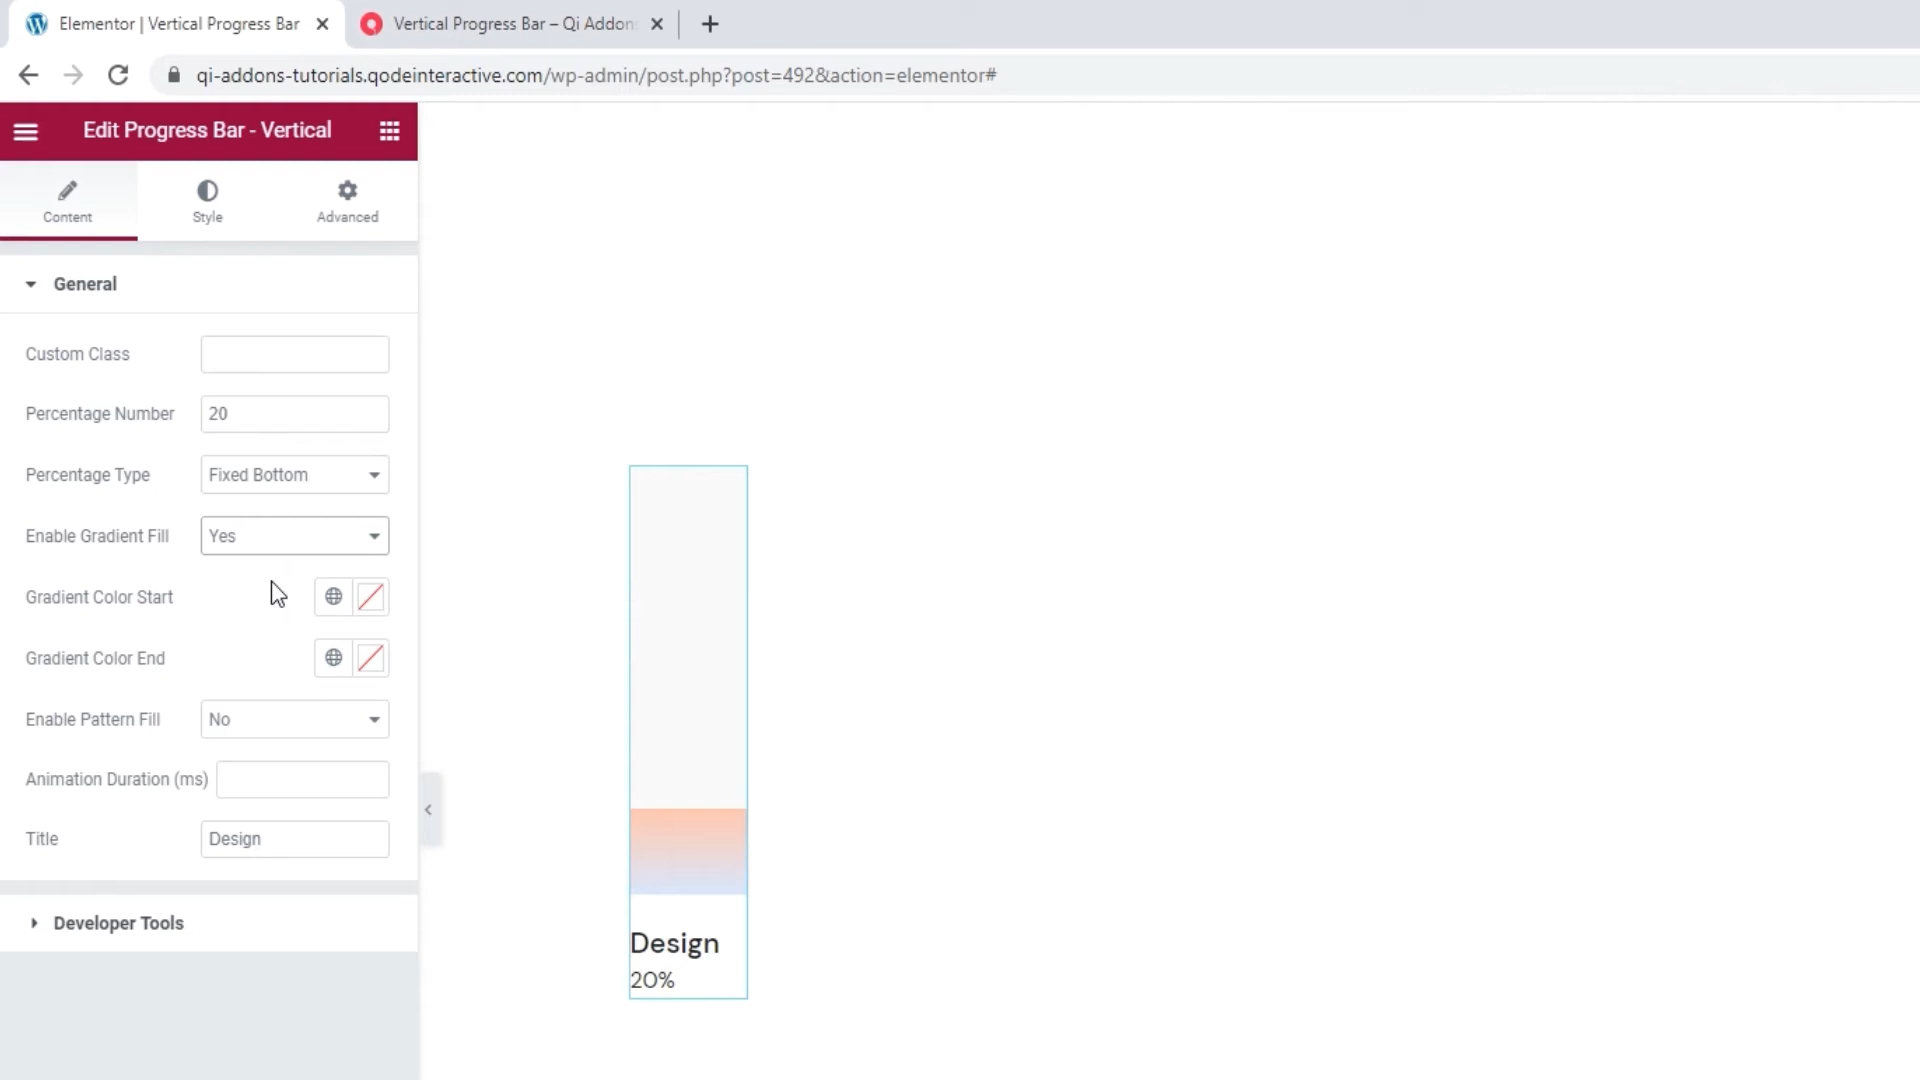 Elementor | Vertical Progress Bar
Vertical Progress Bar – Qi Addon
qi-addons-tutorials.qodeinteractive.com/wp-admin/post.php?post=492&action=elementor#
Edit Progress Bar - Vertical
Content
Style
Advanced
General
Custom Class
Percentage Number
20
Percentage Type
Fixed Bottom
Enable Gradient Fill
Yes
Gradient Color Start
Gradient Color End
Enable Pattern Fill
No
Animation Duration (ms)
Title
Design
Developer Tools
Design
20%